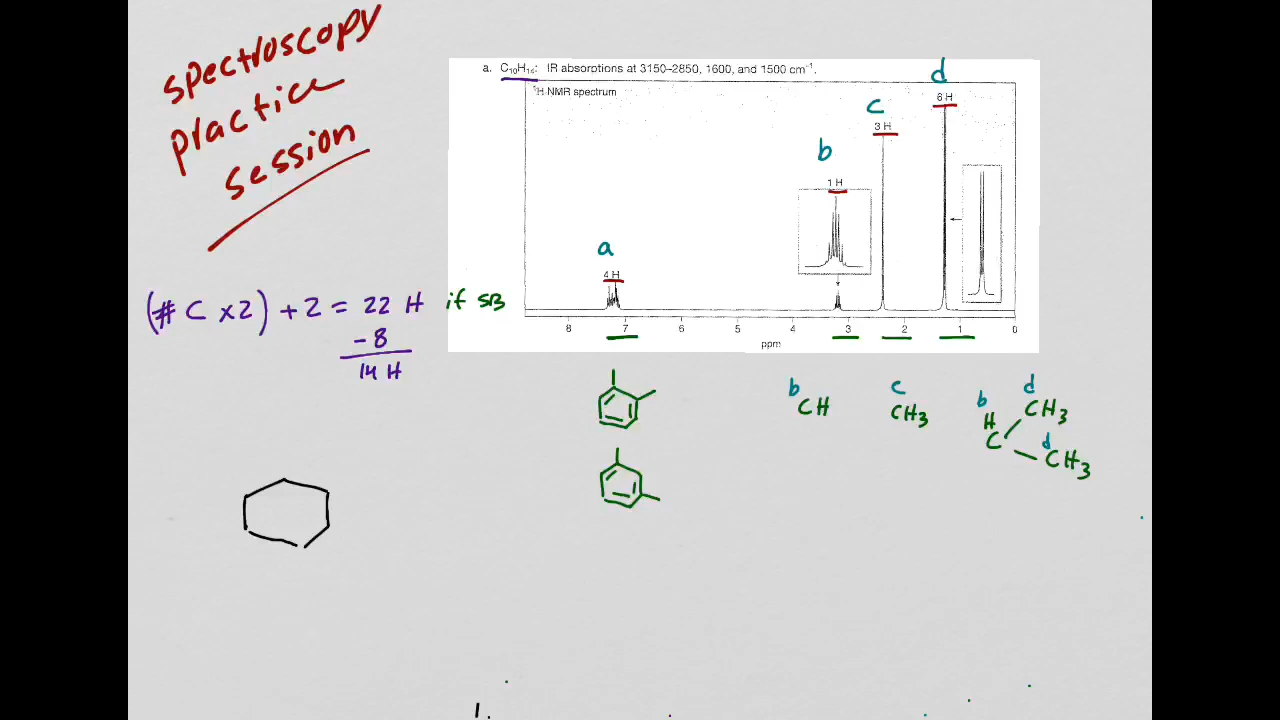 spectroscopy
practice
session
a. C10H14: IR absorptions at 3150–2850, 1600, and 1500 cm⁻¹.
¹H NMR spectrum
d
6 H
c
3 H
b
1 H
a
4 H
8 7 6 5 4 3 2 1 0
ppm
(# C x2) + 2 = 22 H if SB
- 8
14 H
b
CH
c
CH3
b
H
C
d
CH3
d
CH3